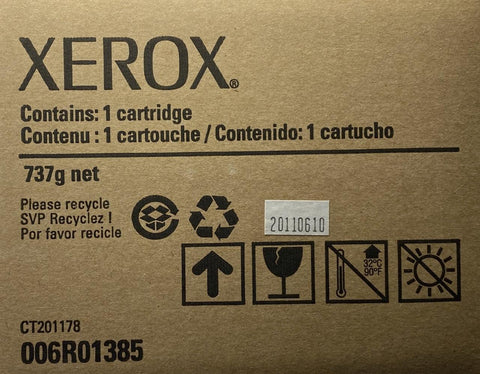 XEROX®
Contains: 1 cartridge
Contenu : 1 cartouche / Contenido: 1 cartucho
737g net
Please recycle
SVP Recyclez !
Por favor recicle
20110610
32°C
90°F
CT201178
006R01385